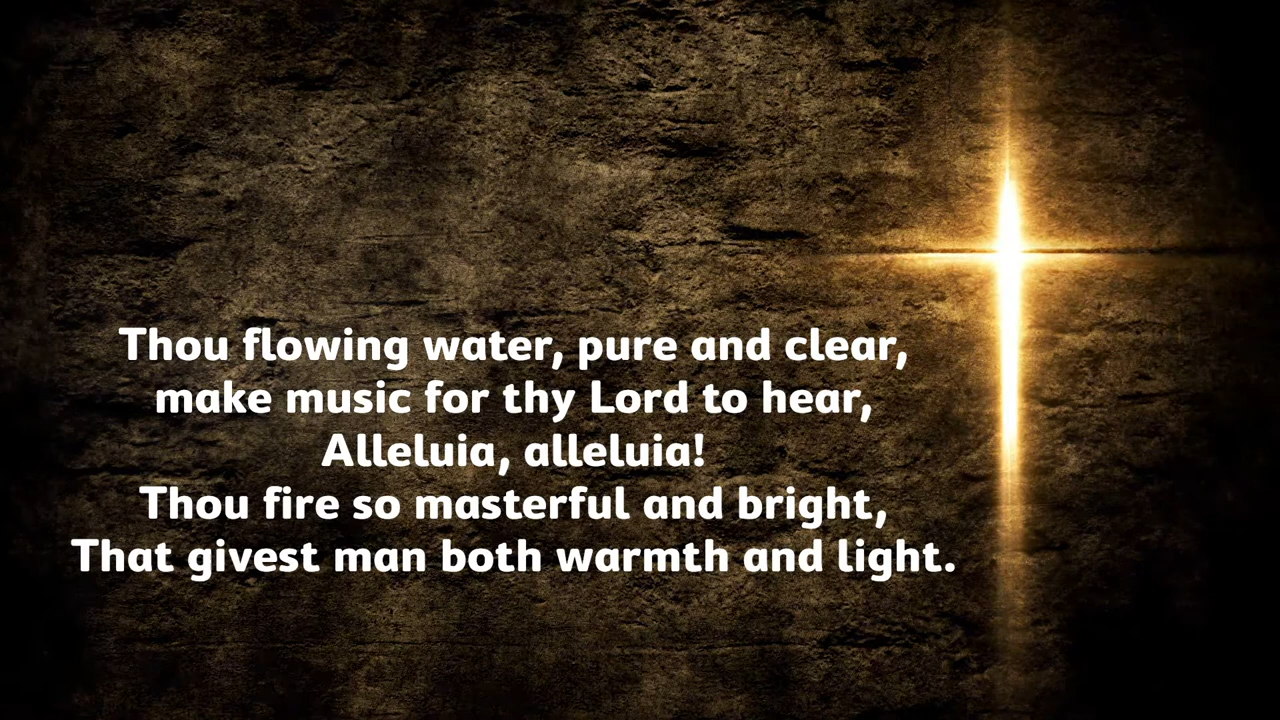 Thou flowing water, pure and clear,
make music for thy Lord to hear,
Alleluia, alleluia!
Thou fire so masterful and bright,
That givest man both warmth and light.